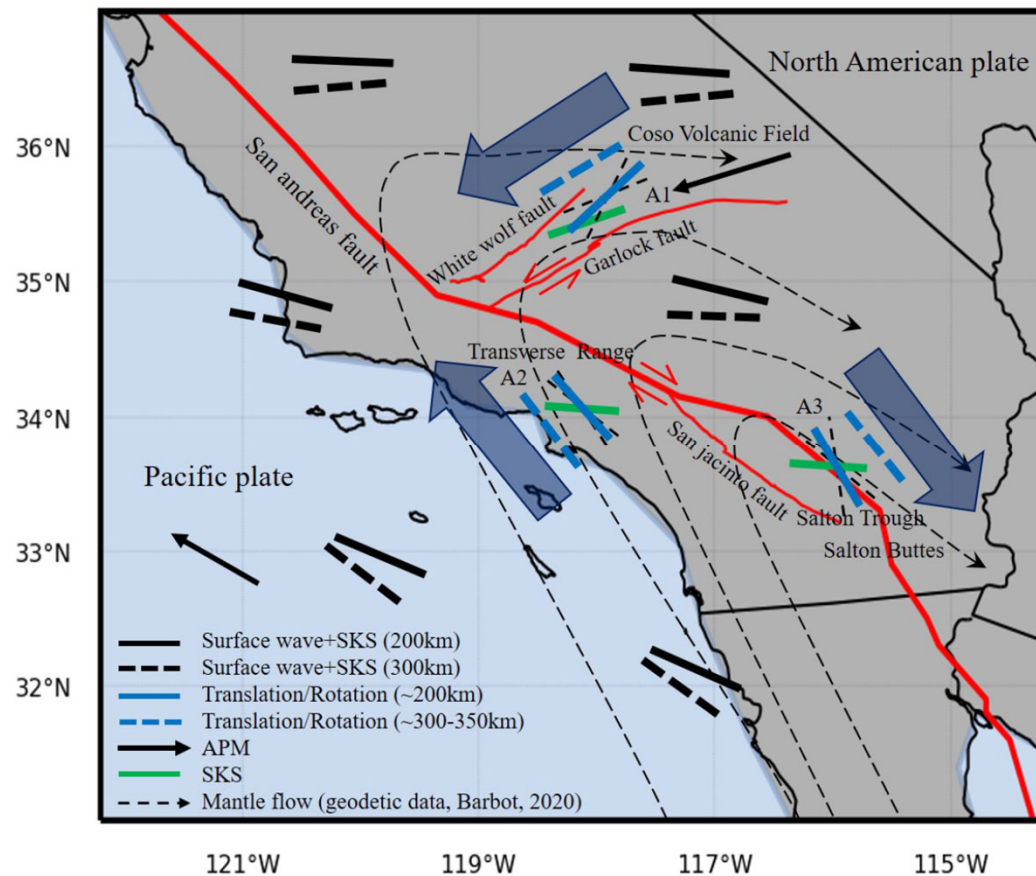 North American plate
36°N
35°N
34°N
33°N
32°N
121°W
119°W
117°W
115°W
San andreas fault
White wolf fault
Coso Volcanic Field
A1
Garlock fault
Transverse Range
A2
A3
San jacinto fault
Salton Trough
Salton Buttes
Pacific plate
Surface wave+SKS (200km)
Surface wave+SKS (300km)
Translation/Rotation (~200km)
Translation/Rotation (~300-350km)
APM
SKS
Mantle flow (geodetic data, Barbot, 2020)